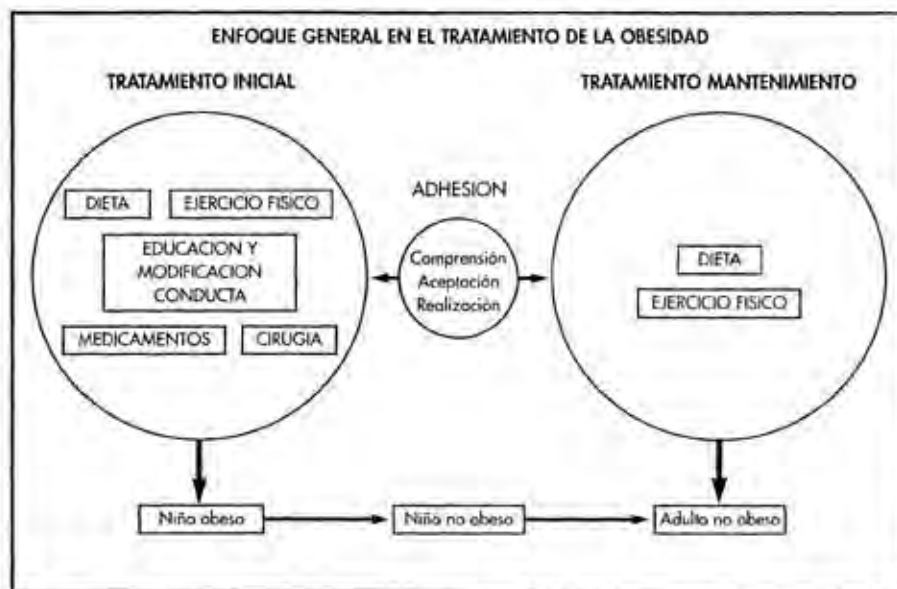 ENFOQUE GENERAL EN EL TRATAMIENTO DE LA OBESIDAD
TRATAMIENTO INICIAL
TRATAMIENTO MANTENIMIENTO
DIETA
EJERCICIO FISICO
EDUCACION Y
MODIFICACION
CONDUCTA
MEDICAMENTOS
CIRUGIA
ADHESION
Comprensión
Aceptación
Realización
DIETA
EJERCICIO FISICO
Niño obeso
Niño no obeso
Adulto no obeso